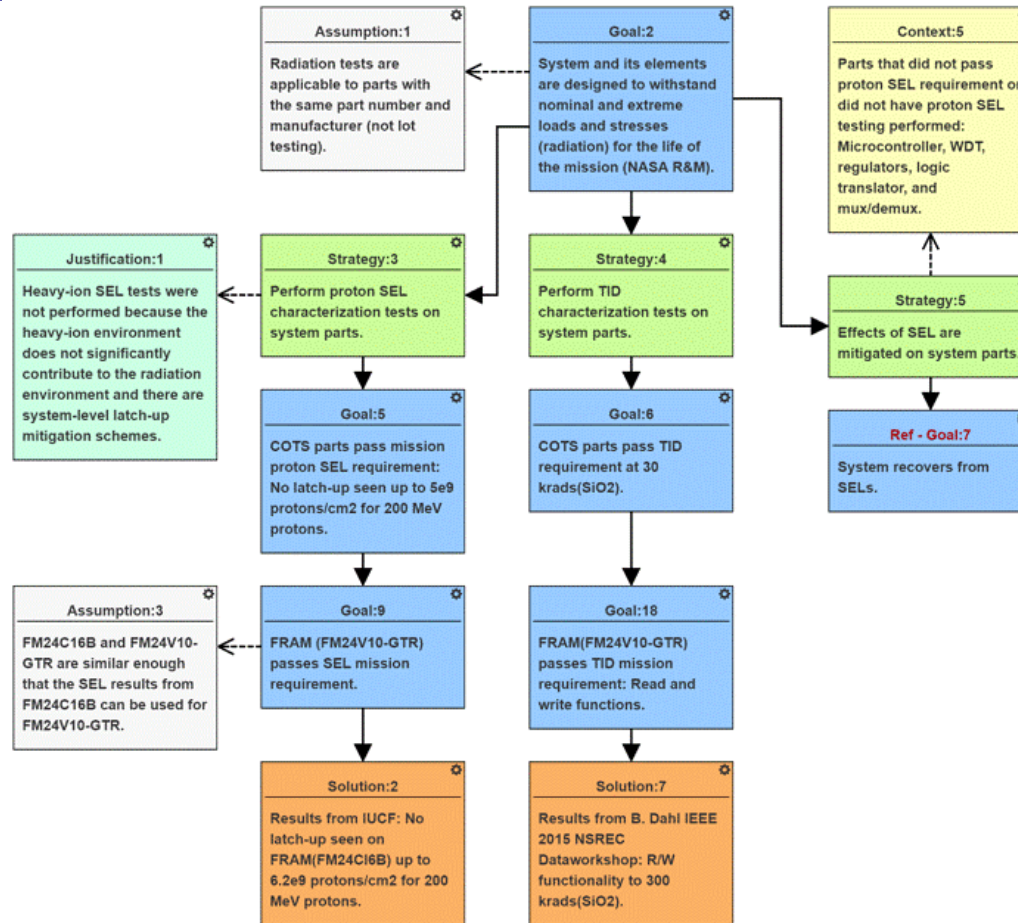 Assumption:1
Radiation tests are
applicable to parts with
the same part number and
manufacturer (not lot
testing).
Goal:2
System and its elements
are designed to withstand
nominal and extreme
loads and stresses
(radiation) for the life of
the mission (NASA R&M).
Context:5
Parts that did not pass
proton SEL requirement or
did not have proton SEL
testing performed:
Microcontroller, WDT,
regulators, logic
translator, and
mux/demux.
Justification:1
Heavy-ion SEL tests were
not performed because the
heavy-ion environment
does not significantly
contribute to the radiation
environment and there are
system-level latch-up
mitigation schemes.
Strategy:3
Perform proton SEL
characterization tests on
system parts.
Strategy:4
Perform TID
characterization tests on
system parts.
Strategy:5
Effects of SEL are
mitigated on system parts.
Goal:5
COTS parts pass mission
proton SEL requirement:
No latch-up seen up to 5e9
protons/cm2 for 200 MeV
protons.
Goal:6
COTS parts pass TID
requirement at 30
krads(SiO2).
Ref - Goal:7
System recovers from
SELs.
Assumption:3
FM24C16B and FM24V10-
GTR are similar enough
that the SEL results from
FM24C16B can be used for
FM24V10-GTR.
Goal:9
FRAM (FM24V10-GTR)
passes SEL mission
requirement.
Goal:18
FRAM(FM24V10-GTR)
passes TID mission
requirement: Read and
write functions.
Solution:2
Results from IUCF: No
latch-up seen on
FRAM(FM24Cl6B) up to
6.2e9 protons/cm2 for 200
MeV protons.
Solution:7
Results from B. Dahl IEEE
2015 NSREC
Dataworkshop: R/W
functionality to 300
krads(SiO2).